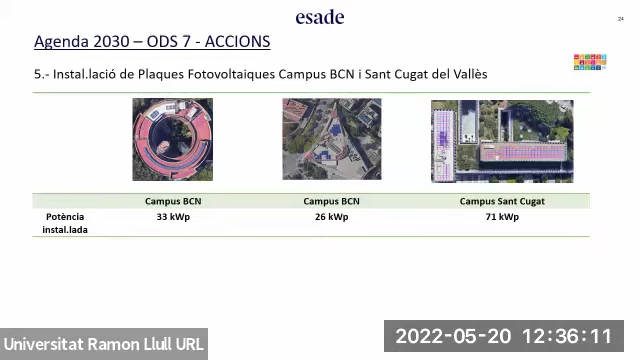 esade
24
Agenda 2030 – ODS 7 - ACCIONS
5.- Instal.lació de Plaques Fotovoltaiques Campus BCN i Sant Cugat del Vallès
Campus BCN Campus BCN Campus Sant Cugat
Potència instal.lada 33 kWp 26 kWp 71 kWp
Universitat Ramon Llull URL
2022-05-20 12:36:11